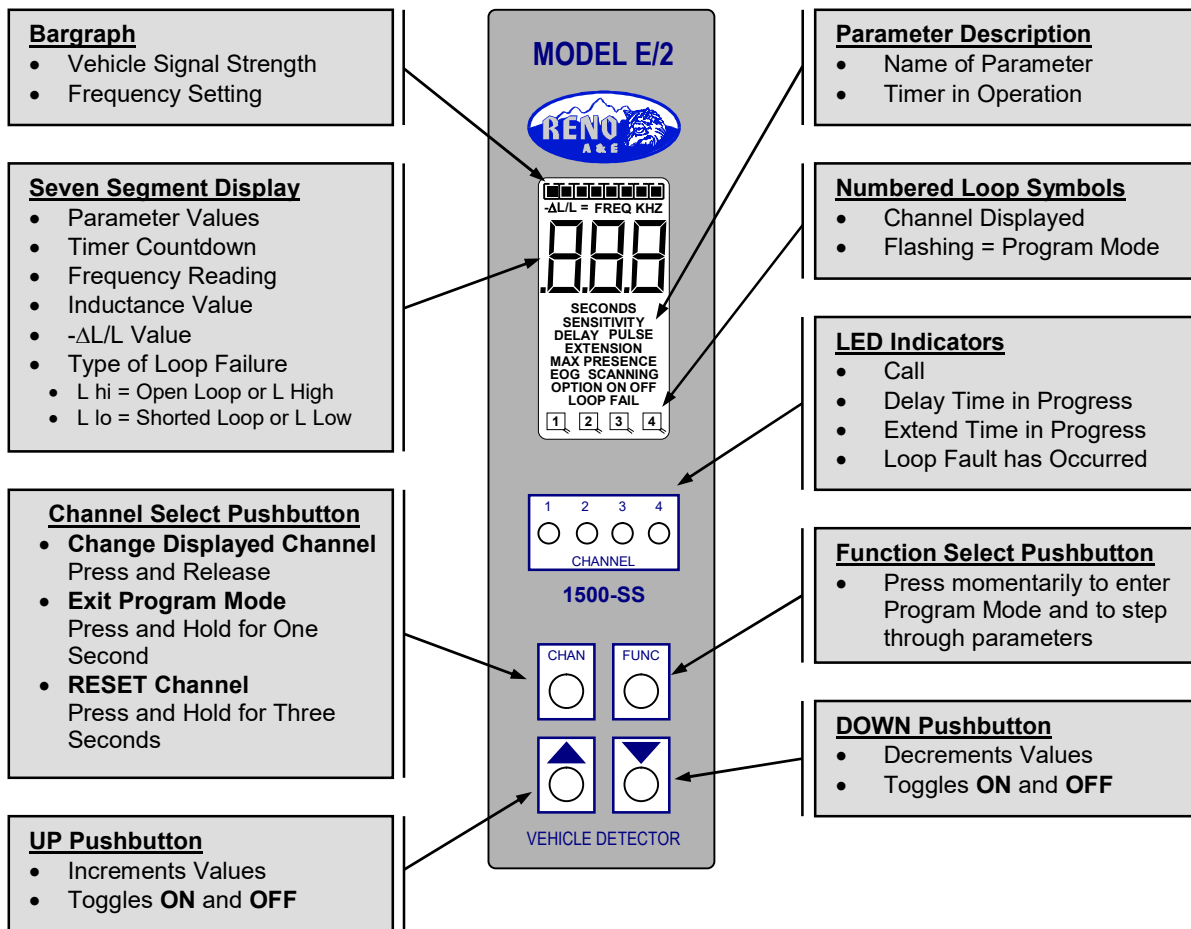 Bargraph
• Vehicle Signal Strength
• Frequency Setting
Seven Segment Display
• Parameter Values
• Timer Countdown
• Frequency Reading
• Inductance Value
• -ΔL/L Value
• Type of Loop Failure
• L hi = Open Loop or L High
• L lo = Shorted Loop or L Low
Channel Select Pushbutton
• Change Displayed Channel
Press and Release
• Exit Program Mode
Press and Hold for One
Second
• RESET Channel
Press and Hold for Three
Seconds
UP Pushbutton
• Increments Values
• Toggles ON and OFF
MODEL E/2
RENO
A & E
-ΔL/L = FREQ KHZ
.8.8.8
SECONDS
SENSITIVITY
DELAY PULSE
EXTENSION
MAX PRESENCE
EOG SCANNING
OPTION ON OFF
LOOP FAIL
1 2 3 4
1 2 3 4
CHANNEL
1500-SS
CHAN FUNC
VEHICLE DETECTOR
Parameter Description
• Name of Parameter
• Timer in Operation
Numbered Loop Symbols
• Channel Displayed
• Flashing = Program Mode
LED Indicators
• Call
• Delay Time in Progress
• Extend Time in Progress
• Loop Fault has Occurred
Function Select Pushbutton
• Press momentarily to enter
Program Mode and to step
through parameters
DOWN Pushbutton
• Decrements Values
• Toggles ON and OFF